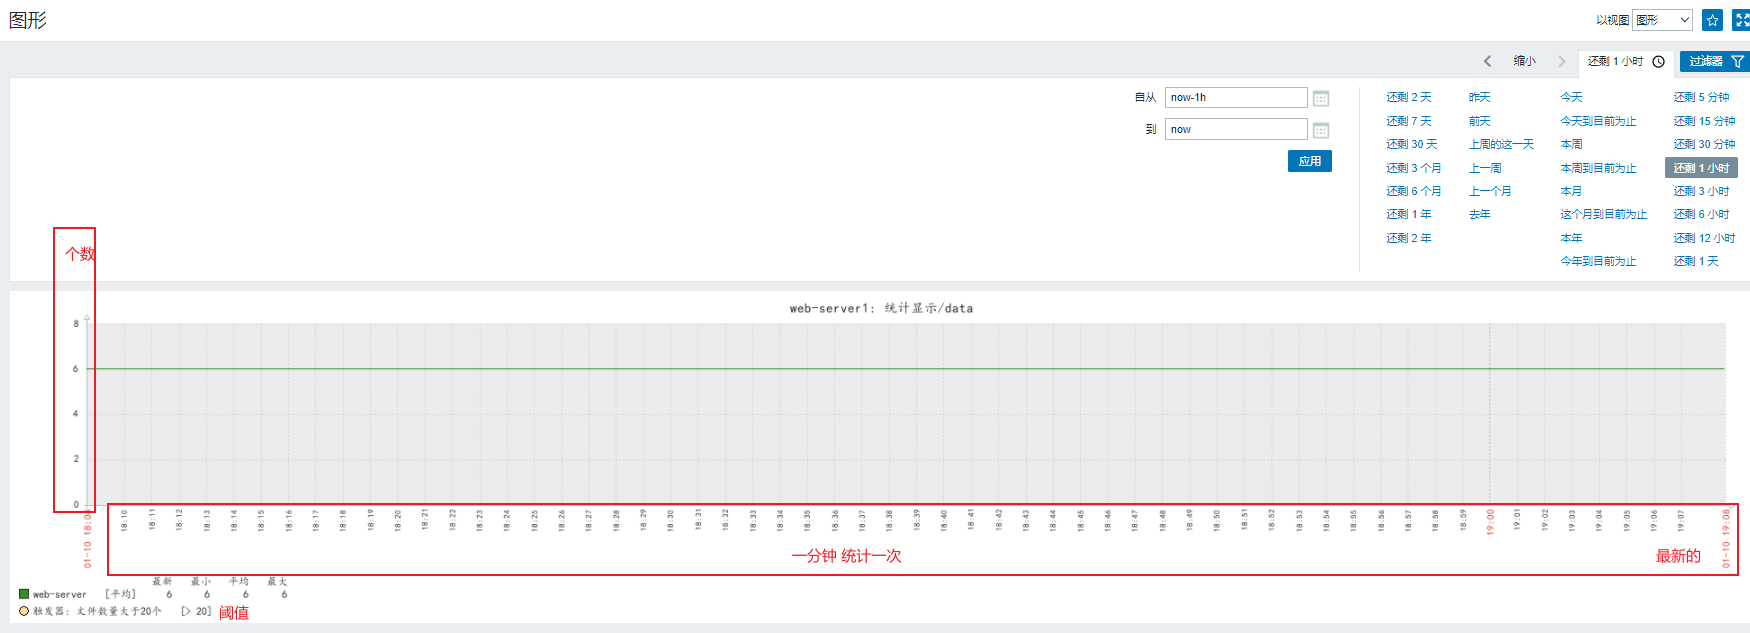 图形
以视图 图形
缩小 还剩 1 小时 过滤器
自从 now-1h
到 now
应用
还剩 2 天 昨天 今天 还剩 5 分钟
还剩 7 天 前天 今天到目前为止 还剩 15 分钟
还剩 30 天 上周的这一天 本周 还剩 30 分钟
还剩 3 个月 上一周 本周到目前为止 还剩 1 小时
还剩 6 个月 上一个月 本月 还剩 3 小时
还剩 1 年 去年 这个月到目前为止 还剩 6 小时
还剩 2 年 本年 还剩 12 小时
今年到目前为止 还剩 1 天
个数
web-server1: 统计显示/data
8
6
4
2
0
01-10 18:08 18:10 18:11 18:12 18:13 18:14 18:15 18:16 18:17 18:18 18:19 18:20 18:21 18:22 18:23 18:24 18:25 18:26 18:27 18:28 18:29 18:30 18:31 18:32 18:33 18:34 18:35 18:36 18:37 18:38 18:39 18:40 18:41 18:42 18:43 18:44 18:45 18:46 18:47 18:48 18:49 18:50 18:51 18:52 18:53 18:54 18:55 18:56 18:57 18:58 18:59 19:00 19:01 19:02 19:03 19:04 19:05 19:06 19:07 01-10 19:08
一分钟 统计一次 最新的
最新 最小 平均 最大
web-server [平均] 6 6 6 6
触发器: 文件数量大于20个 [> 20] 阈值